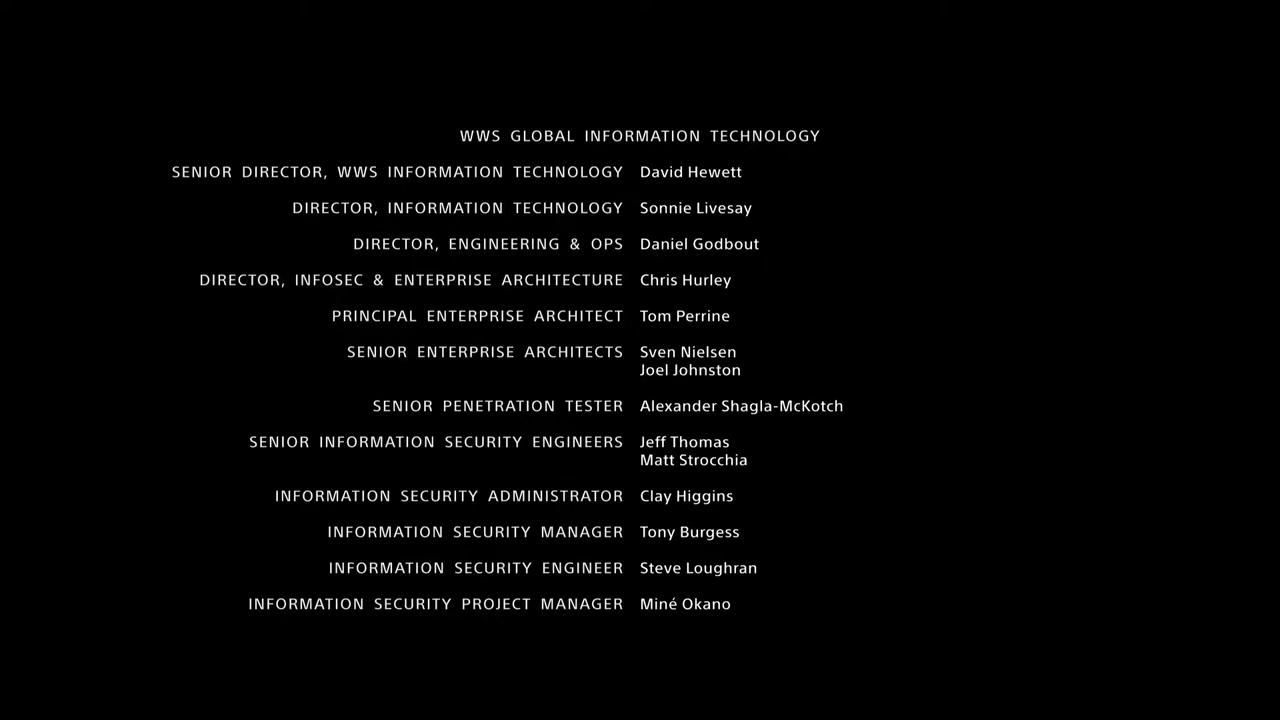 WWS GLOBAL INFORMATION TECHNOLOGY
SENIOR DIRECTOR, WWS INFORMATION TECHNOLOGY David Hewett
DIRECTOR, INFORMATION TECHNOLOGY Sonnie Livesay
DIRECTOR, ENGINEERING & OPS Daniel Godbout
DIRECTOR, INFOSEC & ENTERPRISE ARCHITECTURE Chris Hurley
PRINCIPAL ENTERPRISE ARCHITECT Tom Perrine
SENIOR ENTERPRISE ARCHITECTS Sven Nielsen
Joel Johnston
SENIOR PENETRATION TESTER Alexander Shagla-McKotch
SENIOR INFORMATION SECURITY ENGINEERS Jeff Thomas
Matt Strocchia
INFORMATION SECURITY ADMINISTRATOR Clay Higgins
INFORMATION SECURITY MANAGER Tony Burgess
INFORMATION SECURITY ENGINEER Steve Loughran
INFORMATION SECURITY PROJECT MANAGER Miné Okano